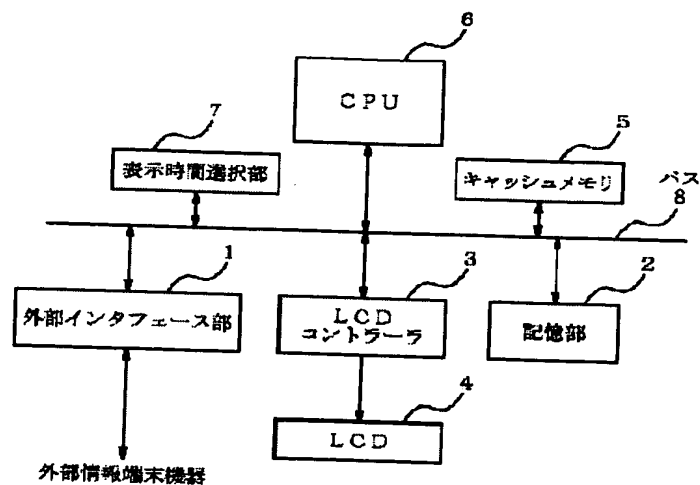 6
CPU
7
表示時間選択部
5
キャッシュメモリ
バス
8
1
外部インタフェース部
3
LCD
コントローラ
2
記憶部
4
LCD
外部情報端末機器